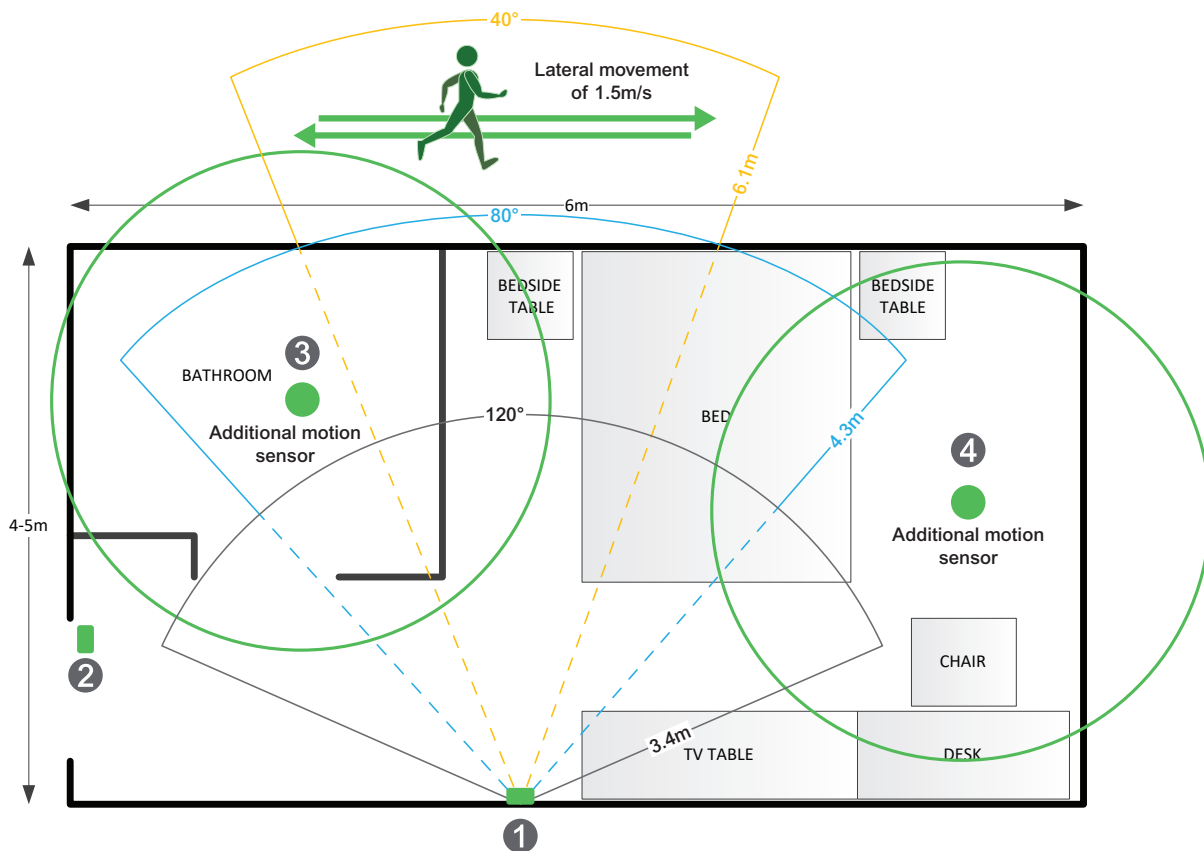 40°
Lateral movement
of 1.5m/s
6.1m
6m
80°
BEDSIDE
TABLE
BEDSIDE
TABLE
3
BATHROOM
Additional motion
sensor
120°
BED
4.3m
4
Additional motion
sensor
4-5m
2
CHAIR
3.4m
TV TABLE
DESK
1